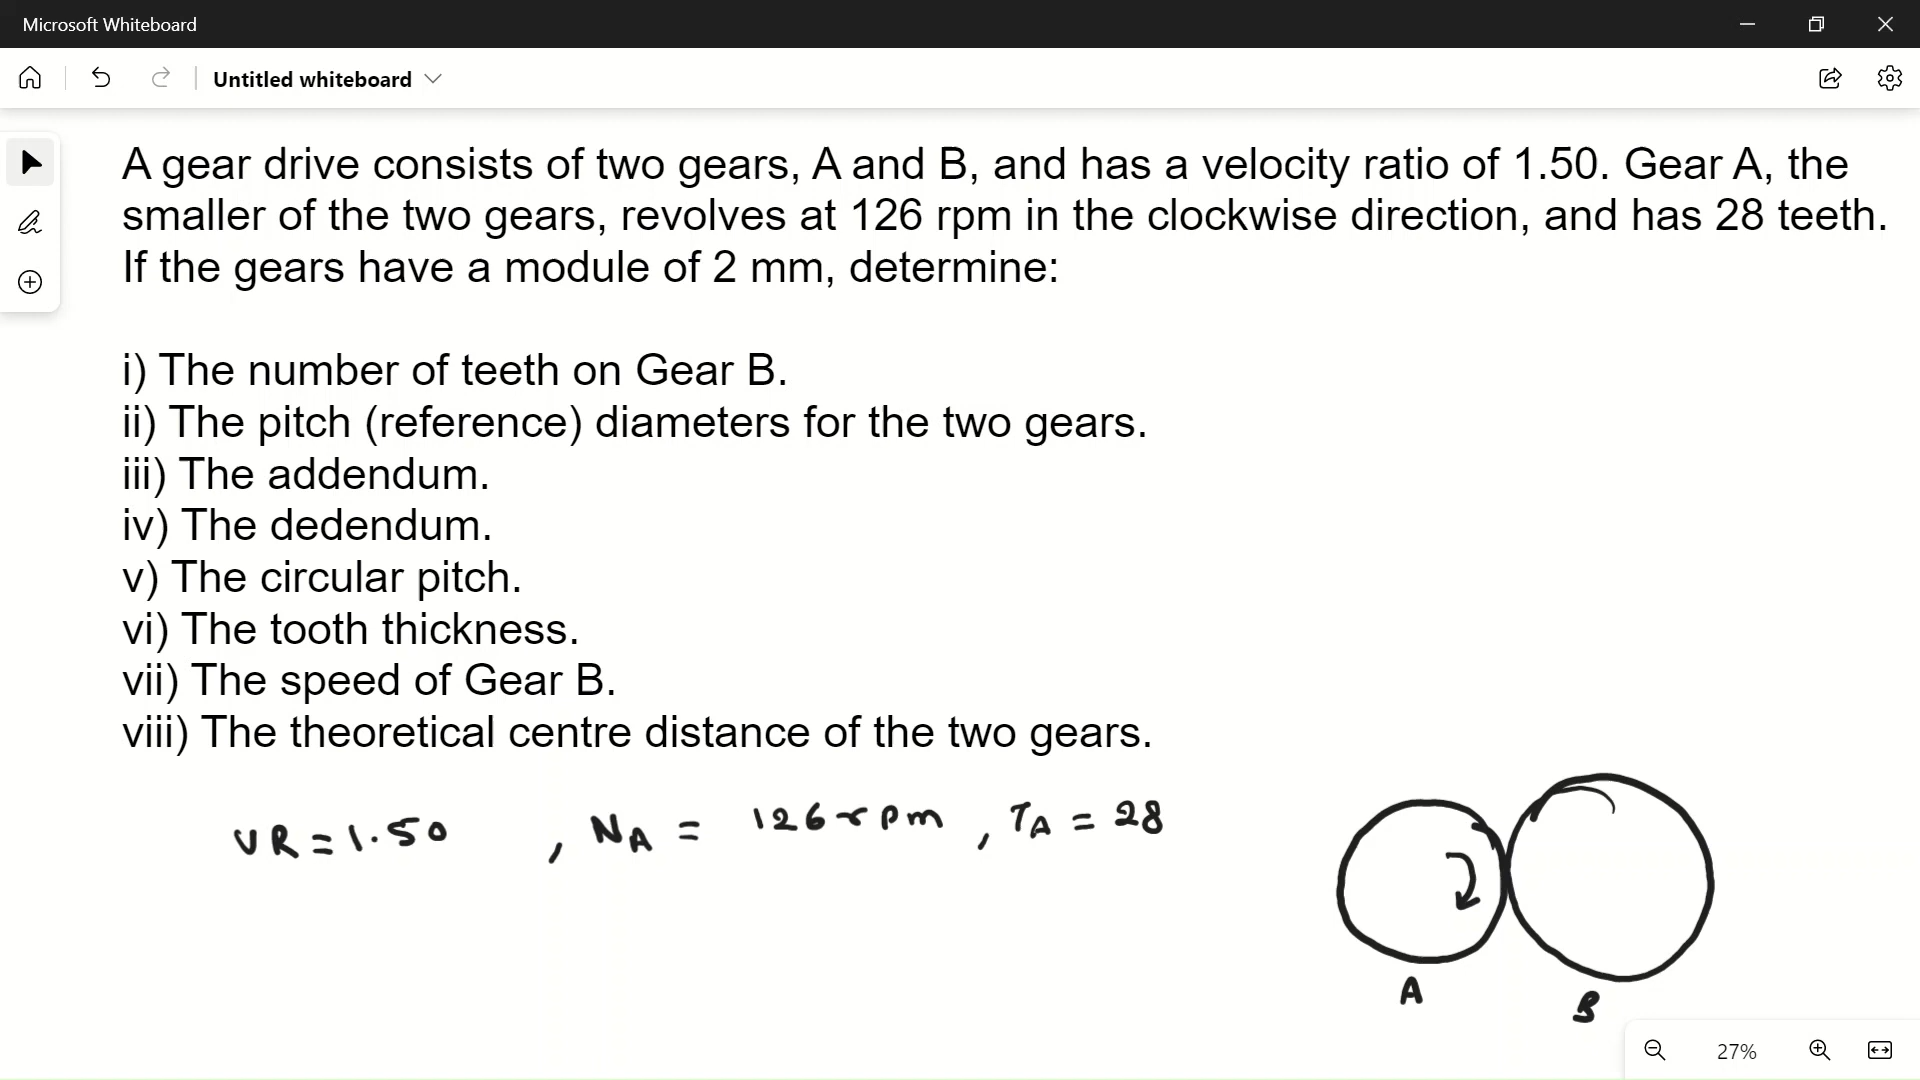 Microsoft Whiteboard
Untitled whiteboard
A gear drive consists of two gears, A and B, and has a velocity ratio of 1.50. Gear A, the
smaller of the two gears, revolves at 126 rpm in the clockwise direction, and has 28 teeth.
If the gears have a module of 2 mm, determine:
i) The number of teeth on Gear B.
ii) The pitch (reference) diameters for the two gears.
iii) The addendum.
iv) The dedendum.
v) The circular pitch.
vi) The tooth thickness.
vii) The speed of Gear B.
viii) The theoretical centre distance of the two gears.
VR = 1.50 , NA = 126 rpm , TA = 28
A
B
27%